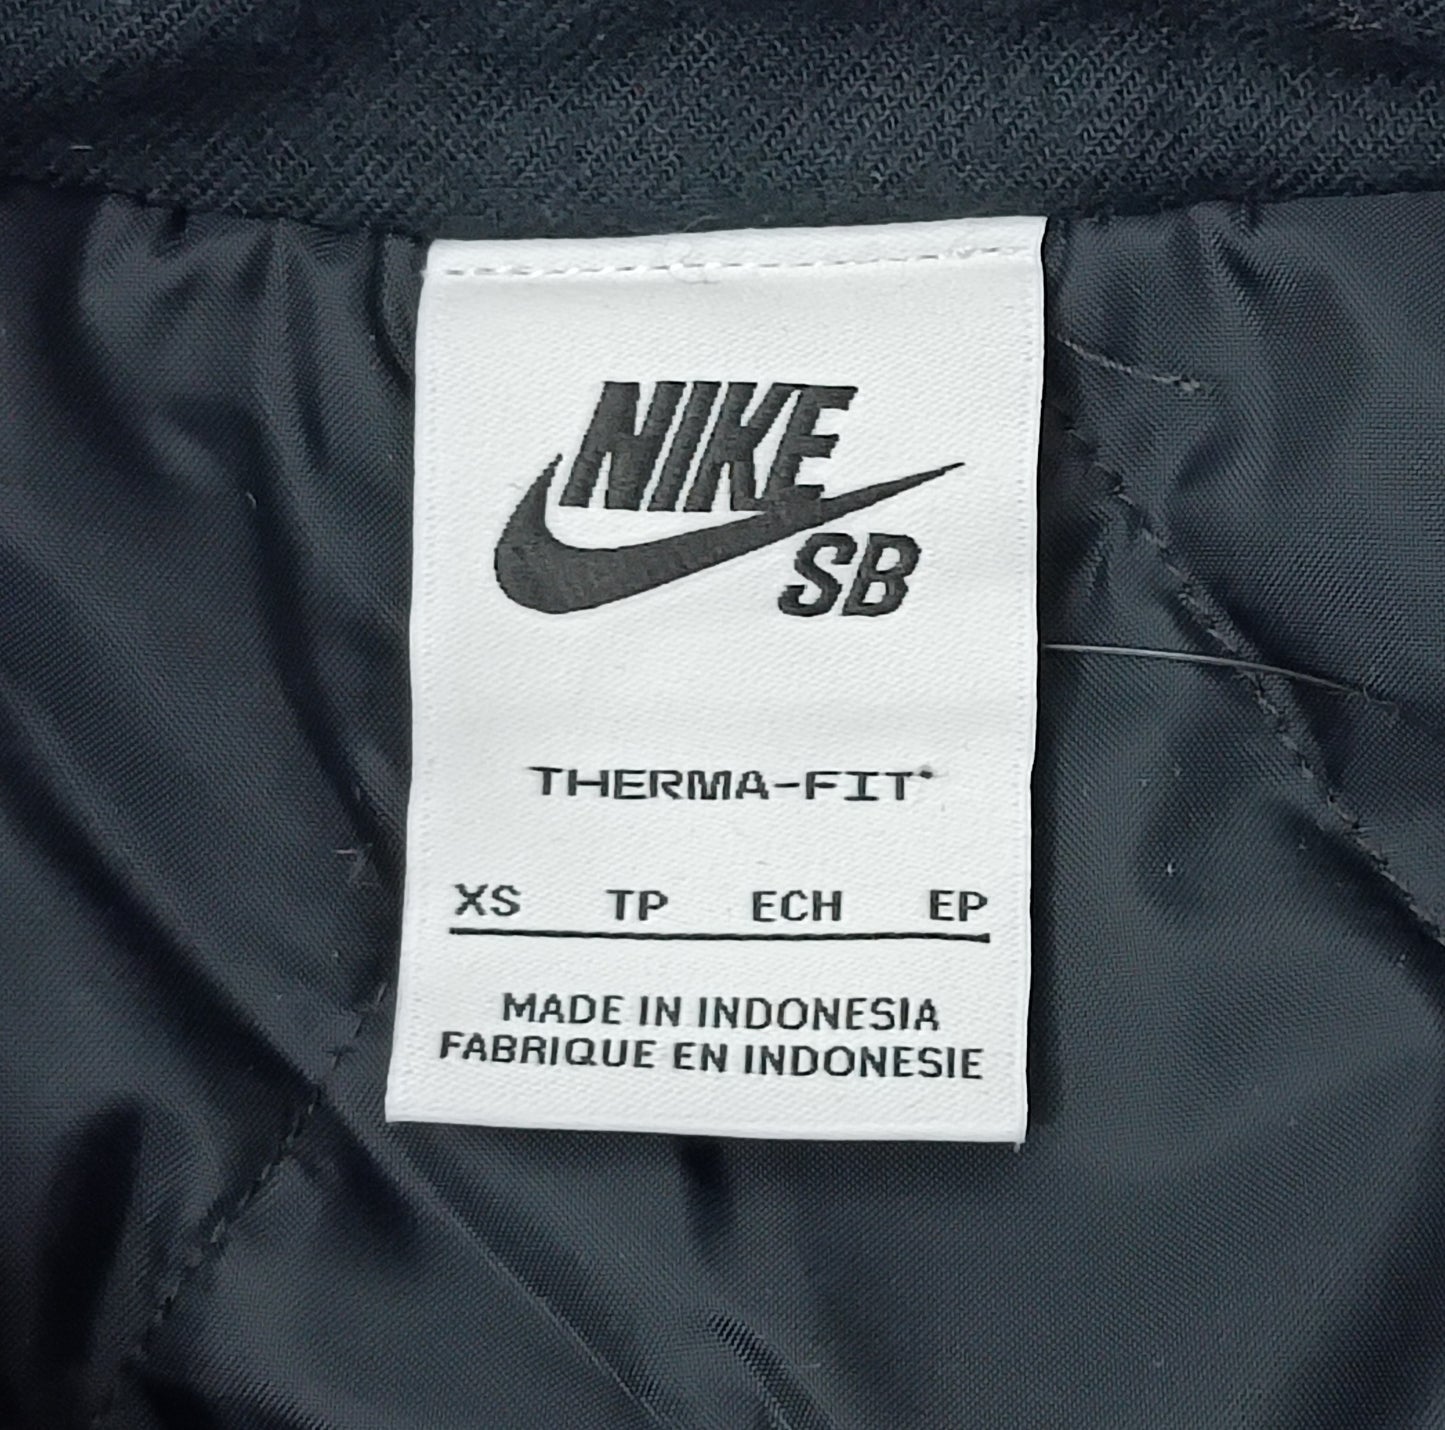 NIKE
SB
THERMA-FIT
XS TP ECH EP
MADE IN INDONESIA
FABRIQUE EN INDONESIE